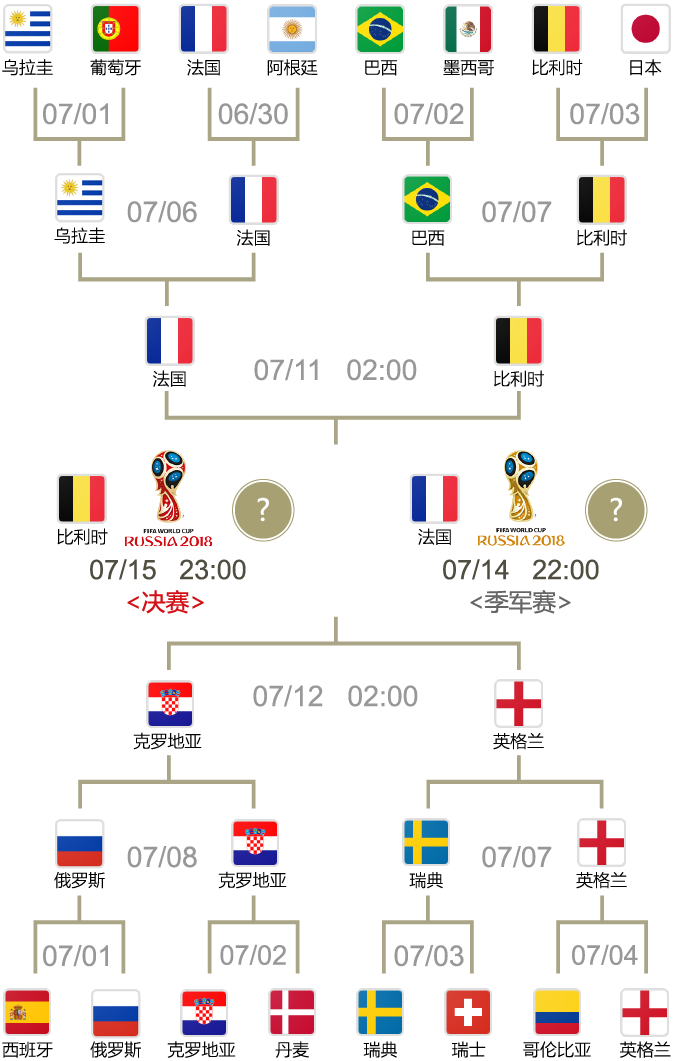 乌拉圭 葡萄牙 法国 阿根廷 巴西 墨西哥 比利时 日本
07/01 06/30 07/02 07/03
乌拉圭 07/06 法国 巴西 07/07 比利时
法国 07/11 02:00 比利时
比利时 ? 法国 ?
FIFA WORLD CUP FIFA WORLD CUP
RUSSIA 2018 RUSSIA 2018
07/15 23:00 07/14 22:00
<决赛> <季军赛>
克罗地亚 07/12 02:00 英格兰
俄罗斯 07/08 克罗地亚 瑞典 07/07 英格兰
07/01 07/02 07/03 07/04
西班牙 俄罗斯 克罗地亚 丹麦 瑞典 瑞士 哥伦比亚 英格兰